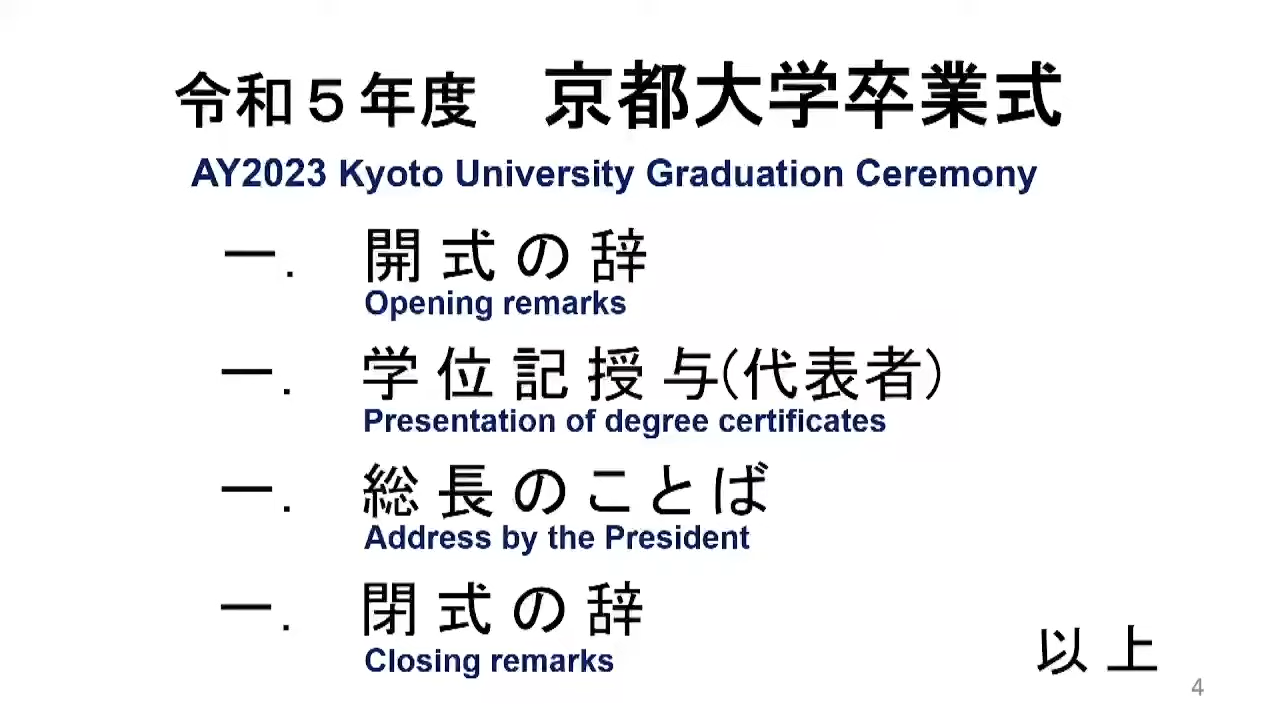 令和５年度　京都大学卒業式
AY2023 Kyoto University Graduation Ceremony
一．　開式の辞
Opening remarks
一．　学位記授与(代表者)
Presentation of degree certificates
一．　総長のことば
Address by the President
一．　閉式の辞
Closing remarks
以上
4